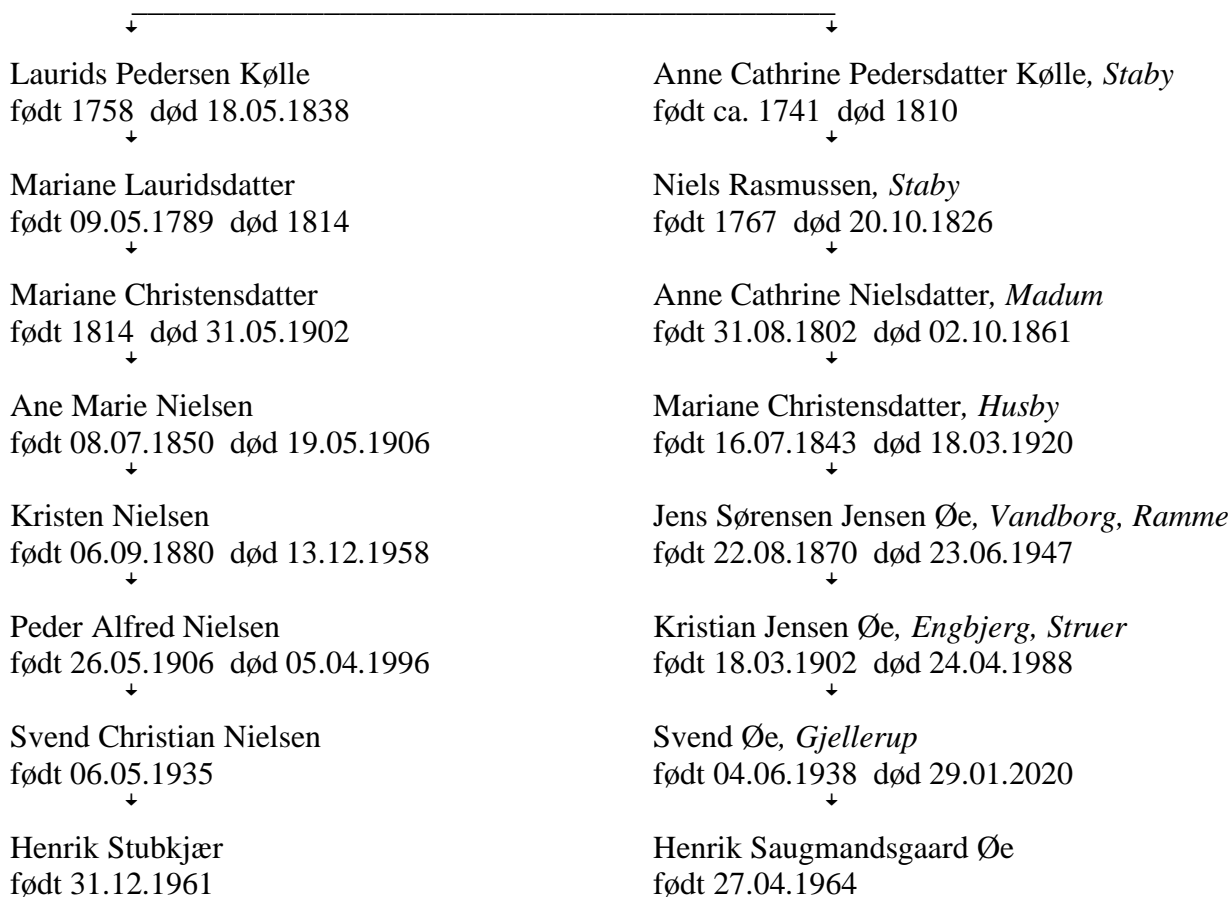 Laurids Pedersen Kølle
født 1758 død 18.05.1838
Mariane Lauridsdatter
født 09.05.1789 død 1814
Mariane Christensdatter
født 1814 død 31.05.1902
Ane Marie Nielsen
født 08.07.1850 død 19.05.1906
Kristen Nielsen
født 06.09.1880 død 13.12.1958
Peder Alfred Nielsen
født 26.05.1906 død 05.04.1996
Svend Christian Nielsen
født 06.05.1935
Henrik Stubkjær
født 31.12.1961
Anne Cathrine Pedersdatter Kølle, Staby
født ca. 1741 død 1810
Niels Rasmussen, Staby
født 1767 død 20.10.1826
Anne Cathrine Nielsdatter, Madum
født 31.08.1802 død 02.10.1861
Mariane Christensdatter, Husby
født 16.07.1843 død 18.03.1920
Jens Sørensen Jensen Øe, Vandborg, Ramme
født 22.08.1870 død 23.06.1947
Kristian Jensen Øe, Engbjerg, Struer
født 18.03.1902 død 24.04.1988
Svend Øe, Gjellerup
født 04.06.1938 død 29.01.2020
Henrik Saugmandsgaard Øe
født 27.04.1964